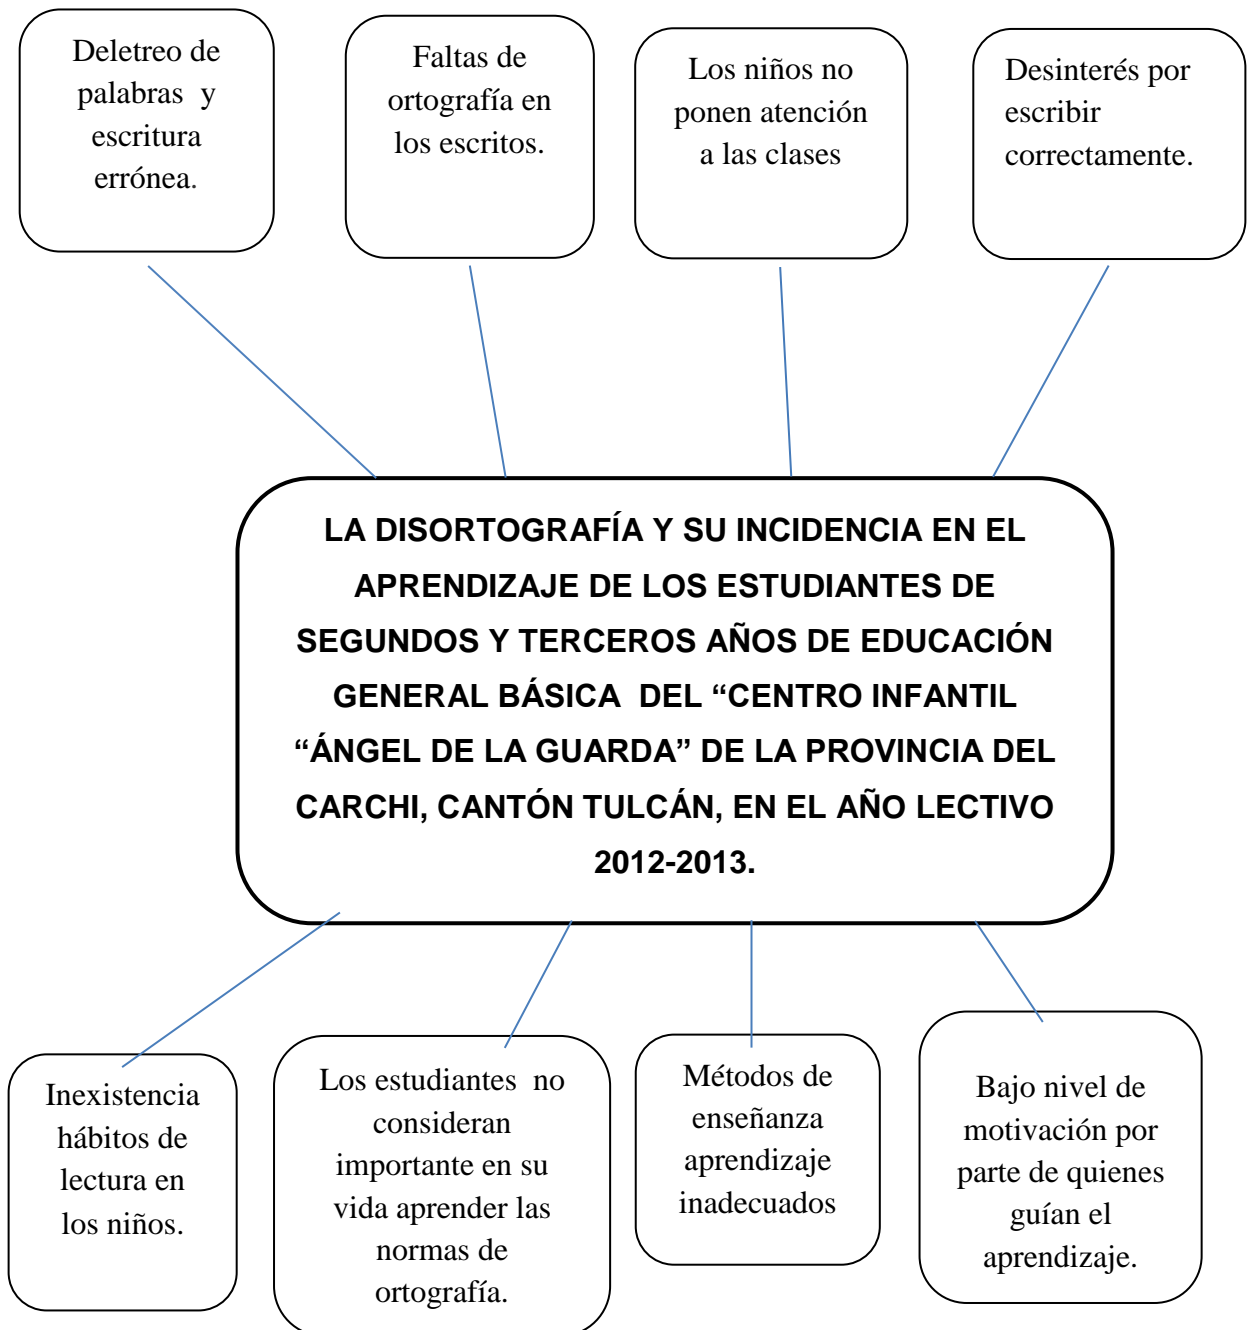 Deletreo de
palabras y
escritura
errónea.
Faltas de
ortografía en
los escritos.
Los niños no
ponen atención
a las clases
Desinterés por
escribir
correctamente.
LA DISORTOGRAFÍA Y SU INCIDENCIA EN EL
APRENDIZAJE DE LOS ESTUDIANTES DE
SEGUNDOS Y TERCEROS AÑOS DE EDUCACIÓN
GENERAL BÁSICA DEL “CENTRO INFANTIL
“ÁNGEL DE LA GUARDA” DE LA PROVINCIA DEL
CARCHI, CANTÓN TULCÁN, EN EL AÑO LECTIVO
2012-2013.
Inexistencia
hábitos de
lectura en
los niños.
Los estudiantes no
consideran
importante en su
vida aprender las
normas de
ortografía.
Métodos de
enseñanza
aprendizaje
inadecuados
Bajo nivel de
motivación por
parte de quienes
guían el
aprendizaje.